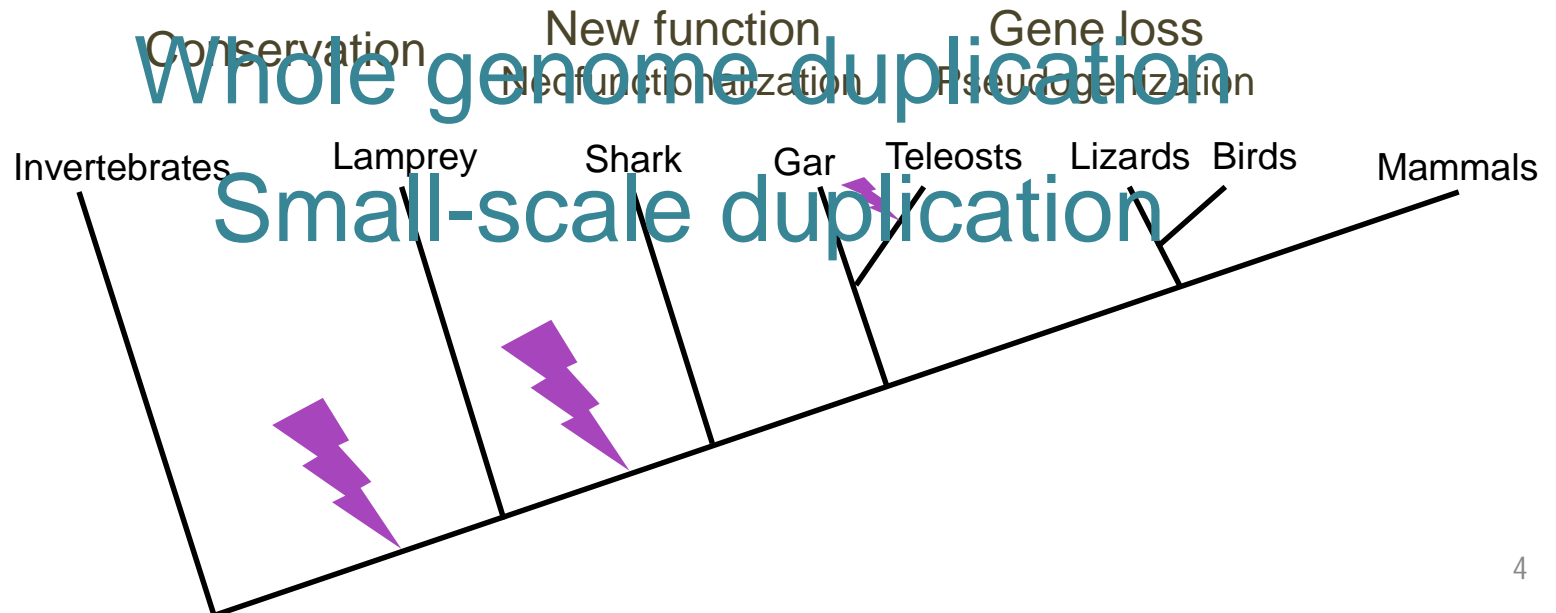 New function
Gene loss
Conservation
Whole genome duplication
Neofunctionalization
Pseudogenization
Invertebrates
Lamprey
Shark
Gar
Teleosts
Lizards
Birds
Mammals
Small-scale duplication
4